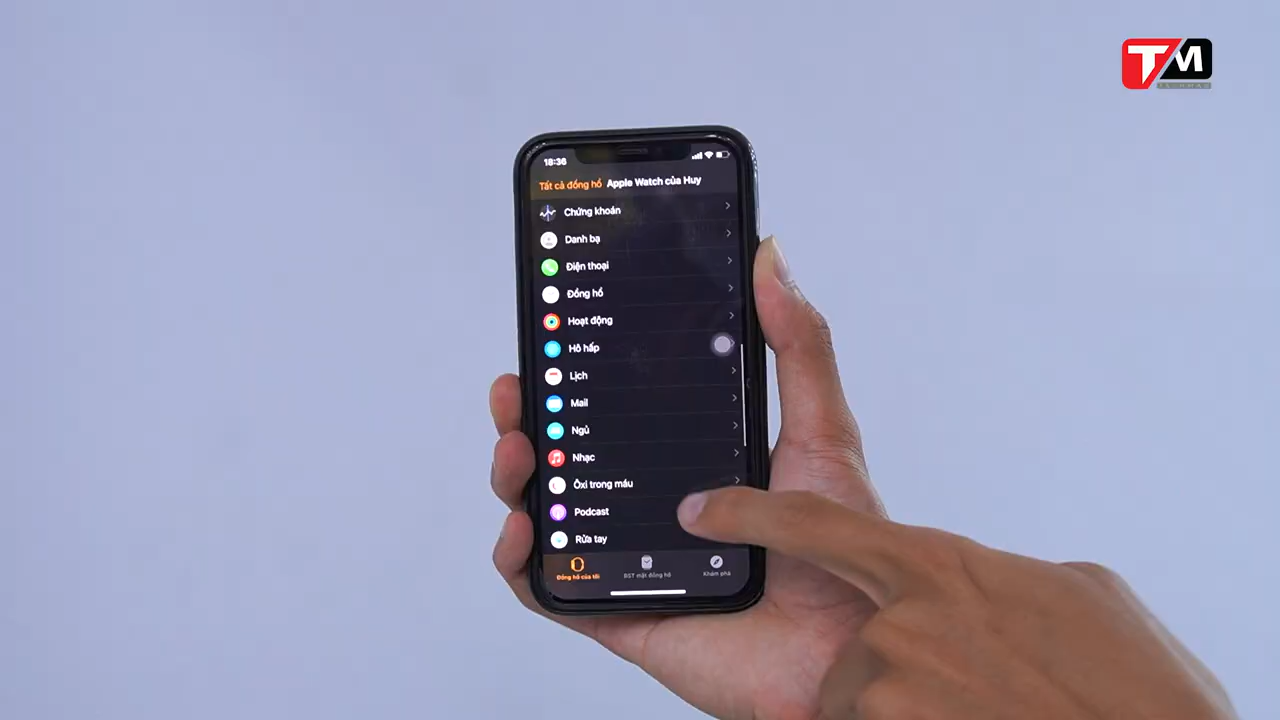 TM
TECHMAG
18:36
Tất cả đồng hồ Apple Watch của Huy
Chứng khoán
Danh bạ
Điện thoại
Đồng hồ
Hoạt động
Hô hấp
Lịch
Mail
Ngủ
Nhạc
Ôxi trong máu
Podcast
Rửa tay
Đồng hồ của tôi
BST mặt đồng hồ
Khám phá